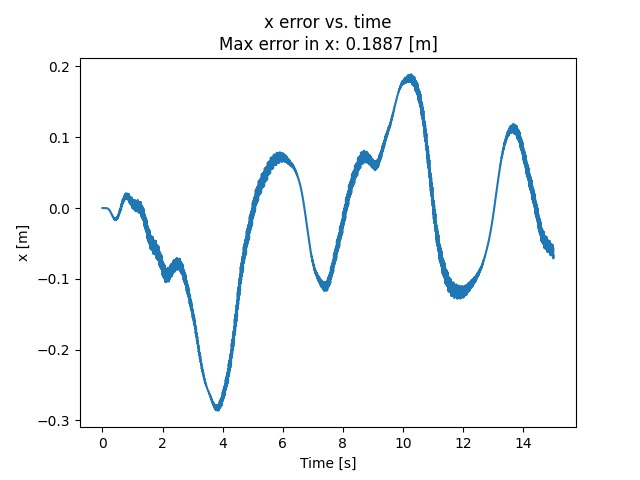 x error vs. time
Max error in x: 0.1887 [m]
0.2
0.1
0.0
−0.1
−0.2
−0.3
x [m]
0 2 4 6 8 10 12 14
Time [s]